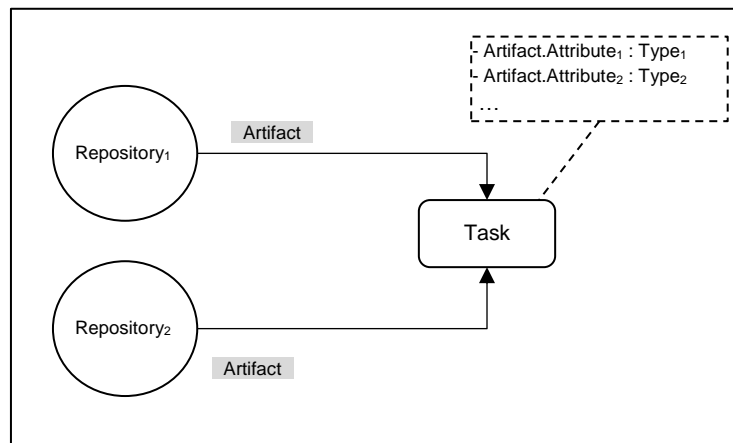 - Artifact.Attribute₁ : Type₁
- Artifact.Attribute₂ : Type₂
...
Artifact
Repository₁
Task
Repository₂
Artifact